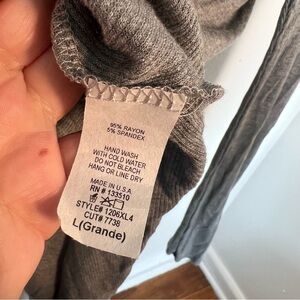 95% RAYON
5% SPANDEX
HAND WASH
WITH COLD WATER
DO NOT BLEACH
HANG OR LINE DRY
MADE IN U.S.A
RN # 133510
STYLE# 1206XL4
CUT# 7738
L(Grande)